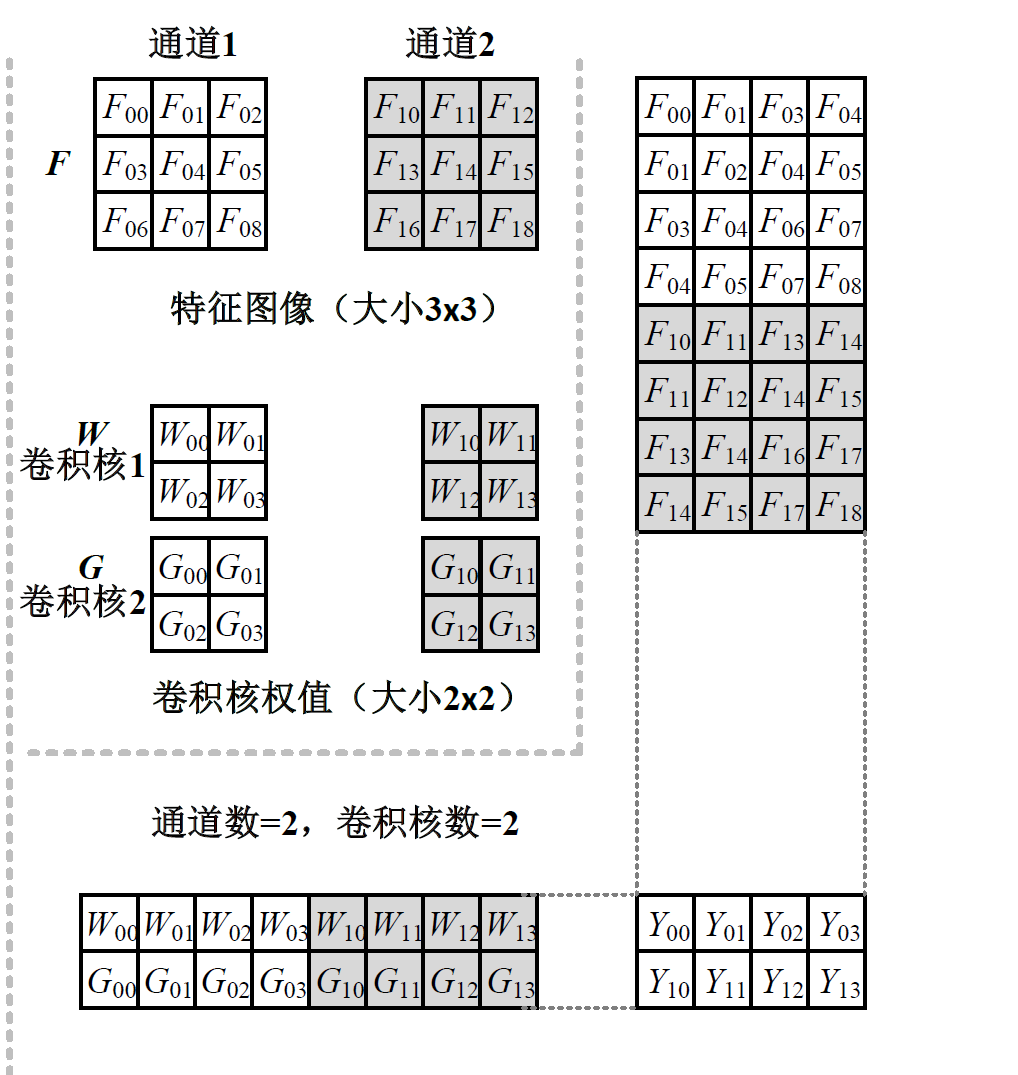 通道1 通道2
F
F00 F01 F02 F10 F11 F12
F03 F04 F05 F13 F14 F15
F06 F07 F08 F16 F17 F18
特征图像（大小3x3）
W
卷积核1
W00 W01 W10 W11
W02 W03 W12 W13
G
卷积核2
G00 G01 G10 G11
G02 G03 G12 G13
卷积核权值（大小2x2）
F00 F01 F03 F04
F01 F02 F04 F05
F03 F04 F06 F07
F04 F05 F07 F08
F10 F11 F13 F14
F11 F12 F14 F15
F13 F14 F16 F17
F14 F15 F17 F18
通道数=2，卷积核数=2
W00 W01 W02 W03 W10 W11 W12 W13
G00 G01 G02 G03 G10 G11 G12 G13
Y00 Y01 Y02 Y03
Y10 Y11 Y12 Y13